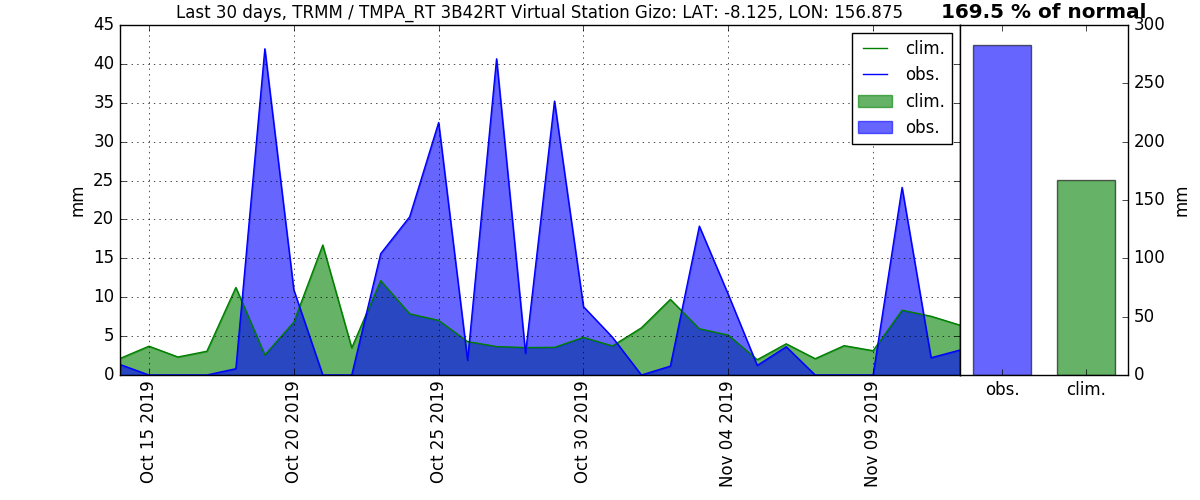 Last 30 days, TRMM / TMPA_RT 3B42RT Virtual Station Gizo: LAT: -8.125, LON: 156.875
169.5 % of normal
45
40
35
30
25
20
15
10
5
0
mm
clim.
obs.
clim.
obs.
Oct 15 2019
Oct 20 2019
Oct 25 2019
Oct 30 2019
Nov 04 2019
Nov 09 2019
300
250
200
150
100
50
0
mm
obs.
clim.